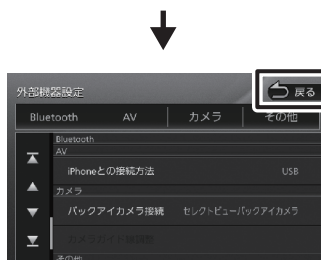 外部機器設定
戻る
Bluetooth AV カメラ その他
Bluetooth
AV
iPhoneとの接続方法 USB
カメラ
バックアイカメラ接続 セレクトビューバックアイカメラ
その他